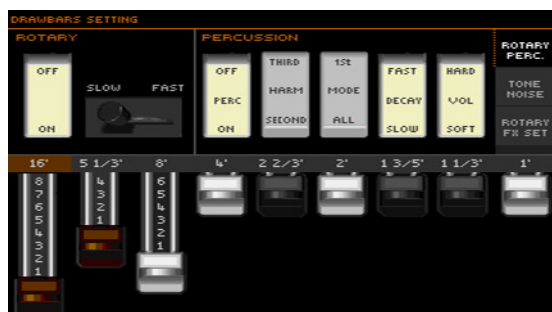 DRAWBARS SETTING
ROTARY PERCUSSION
OFF
ON
SLOW FAST
OFF
PERC
ON
THIRD
HARM
SECOND
1St
MODE
ALL
FAST
DECAY
SLOW
HARD
VOL
SOFT
ROTARY
PERC.
TONE
NOISE
ROTARY
FX SET
16' 5 1/3' 8' 4' 2 2/3' 2' 1 3/5' 1 1/3' 1'
8
7
6
5
4
3
2
1
4
3
2
1
6
5
4
3
2
1